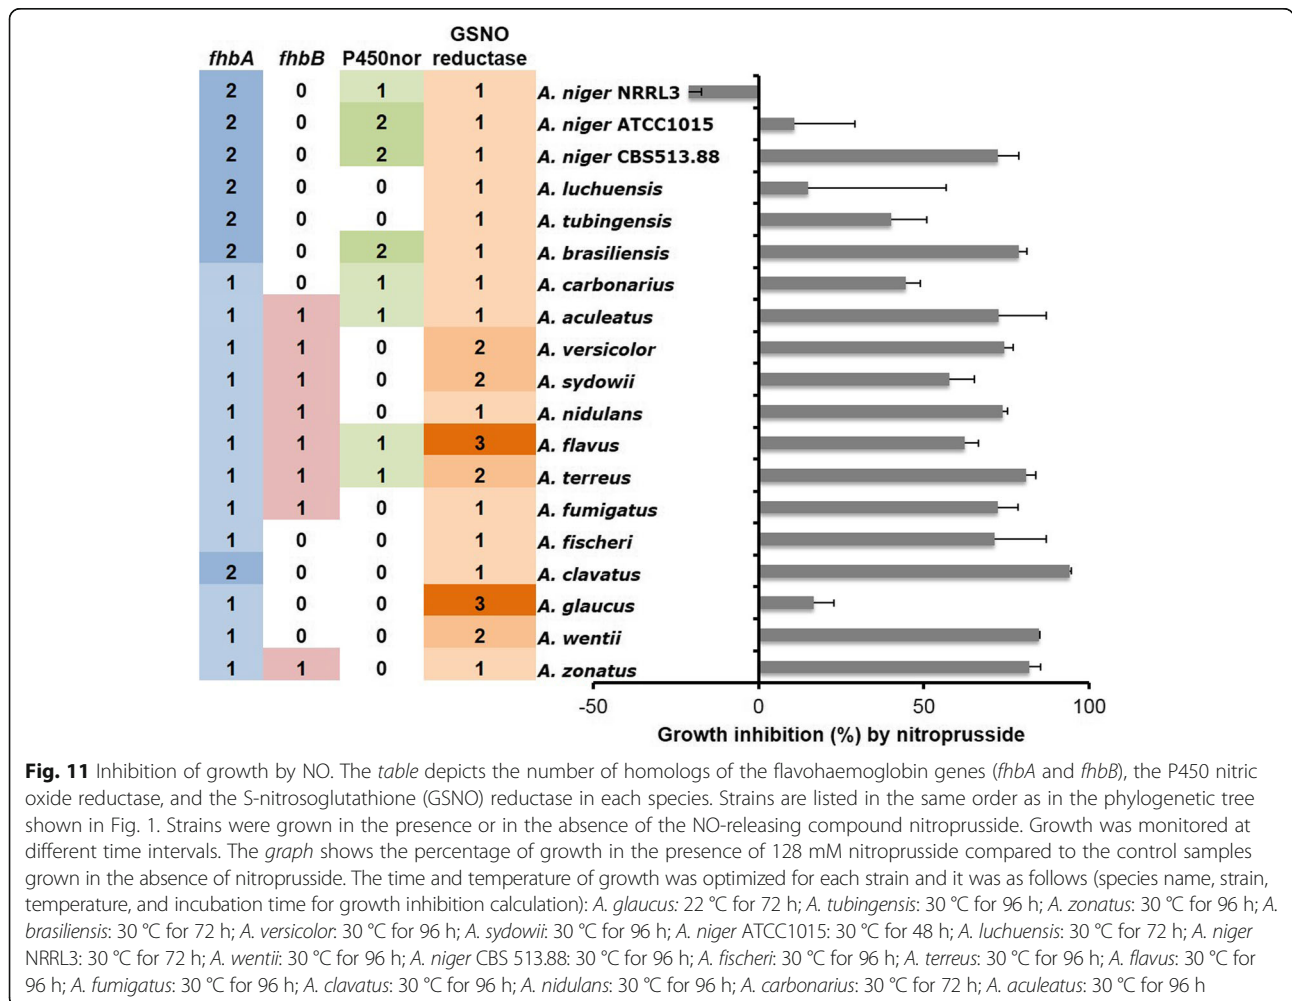 GSNO
fhbA fhbB P450nor reductase
2 0 1 1 A. niger NRRL3
2 0 2 1 A. niger ATCC1015
2 0 2 1 A. niger CBS513.88
2 0 0 1 A. luchuensis
2 0 0 1 A. tubingensis
2 0 2 1 A. brasiliensis
1 0 1 1 A. carbonarius
1 1 1 1 A. aculeatus
1 1 0 2 A. versicolor
1 1 0 2 A. sydowii
1 1 0 1 A. nidulans
1 1 1 3 A. flavus
1 1 1 2 A. terreus
1 1 0 1 A. fumigatus
1 0 0 1 A. fischeri
2 0 0 1 A. clavatus
1 0 0 3 A. glaucus
1 0 0 2 A. wentii
1 1 0 1 A. zonatus
-50 0 50 100
Growth inhibition (%) by nitroprusside
Fig. 11 Inhibition of growth by NO. The table depicts the number of homologs of the flavohaemoglobin genes (fhbA and fhbB), the P450 nitric
oxide reductase, and the S-nitrosoglutathione (GSNO) reductase in each species. Strains are listed in the same order as in the phylogenetic tree
shown in Fig. 1. Strains were grown in the presence or in the absence of the NO-releasing compound nitroprusside. Growth was monitored at
different time intervals. The graph shows the percentage of growth in the presence of 128 mM nitroprusside compared to the control samples
grown in the absence of nitroprusside. The time and temperature of growth was optimized for each strain and it was as follows (species name, strain,
temperature, and incubation time for growth inhibition calculation): A. glaucus: 22 °C for 72 h; A. tubingensis: 30 °C for 96 h; A. zonatus: 30 °C for 96 h; A.
brasiliensis: 30 °C for 72 h; A. versicolor: 30 °C for 96 h; A. sydowii: 30 °C for 96 h; A. niger ATCC1015: 30 °C for 48 h; A. luchuensis: 30 °C for 72 h; A. niger
NRRL3: 30 °C for 72 h; A. wentii: 30 °C for 96 h; A. niger CBS 513.88: 30 °C for 96 h; A. fischeri: 30 °C for 96 h; A. terreus: 30 °C for 96 h; A. flavus: 30 °C for
96 h; A. fumigatus: 30 °C for 96 h; A. clavatus: 30 °C for 96 h; A. nidulans: 30 °C for 96 h; A. carbonarius: 30 °C for 72 h; A. aculeatus: 30 °C for 96 h